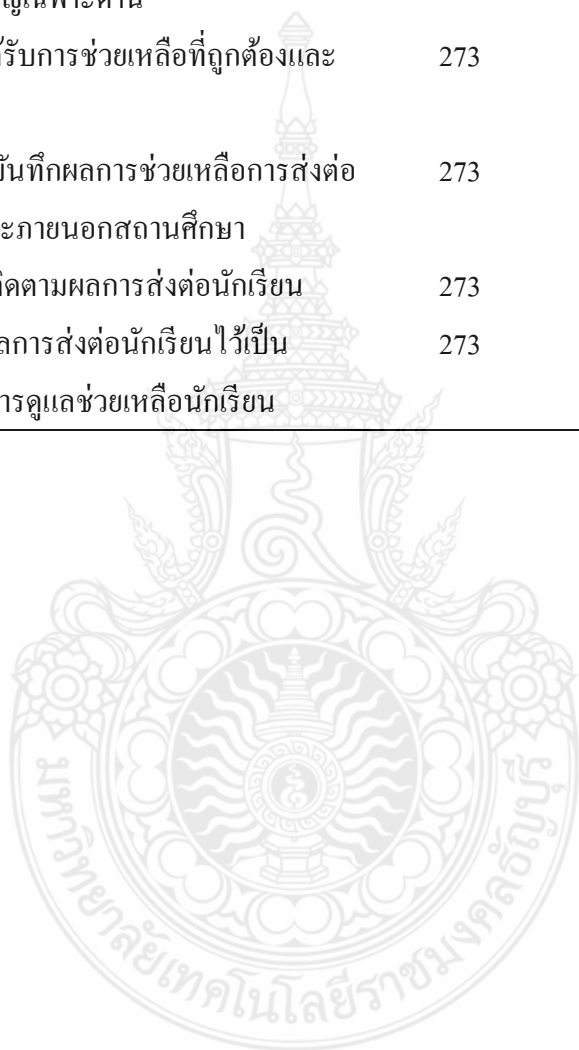 รับการช่วยเหลือที่ถูกต้องและ 273
บันทึกผลการช่วยเหลือการส่งต่อ 273
ะภายนอกสถานศึกษา
ติดตามผลการส่งต่อนักเรียน 273
ลการส่งต่อนักเรียนไว้เป็น 273
ารดูแลช่วยเหลือนักเรียน
มหาวิทยาลัยเทคโนโลยีราชมงคลธัญบุรี